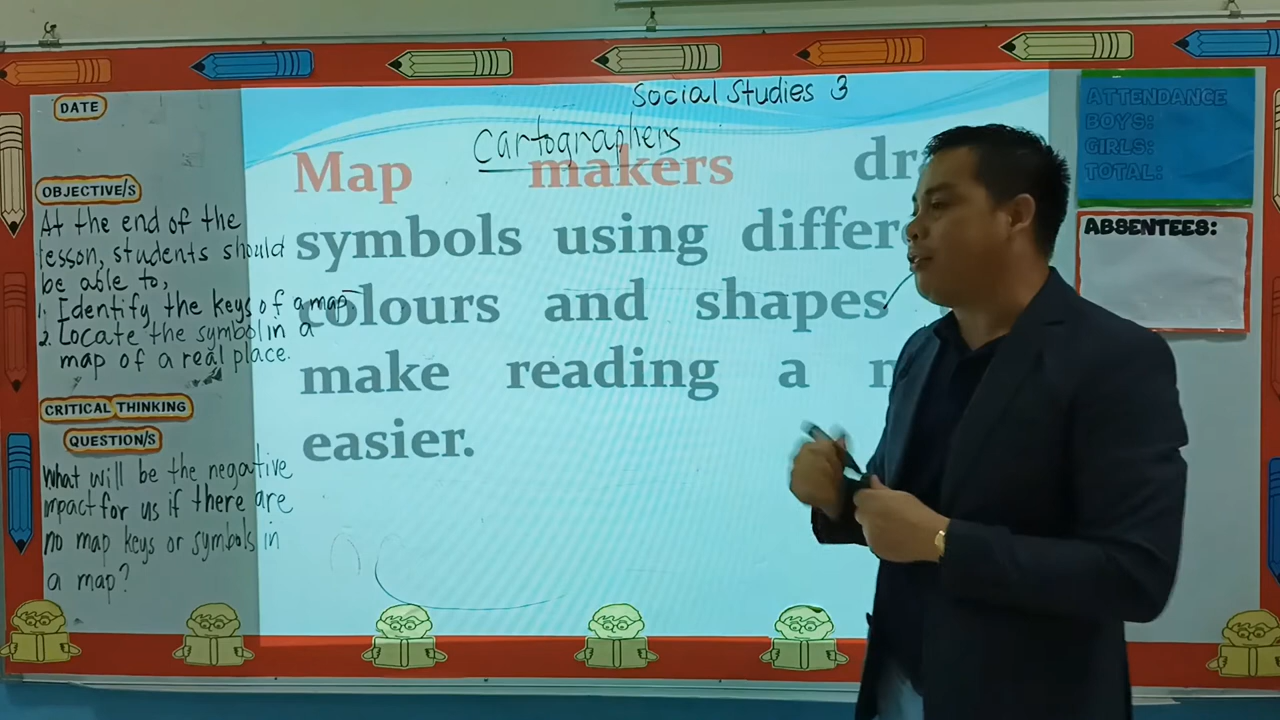 DATE
OBJECTIVE/S
At the end of the
lesson, students should
be able to,
1. Identify the keys of a map
2. Locate the symbol in a
map of a real place.
CRITICAL THINKING
QUESTION/S
What will be the negative
mpact for us if there are
no map keys or symbols in
a map?
Social Studies 3
Cartographers
Map makers
symbols using
colours and shapes
make reading a
easier.
ATTENDANCE
BOYS:
GIRLS:
TOTAL:
ABSENTEES: